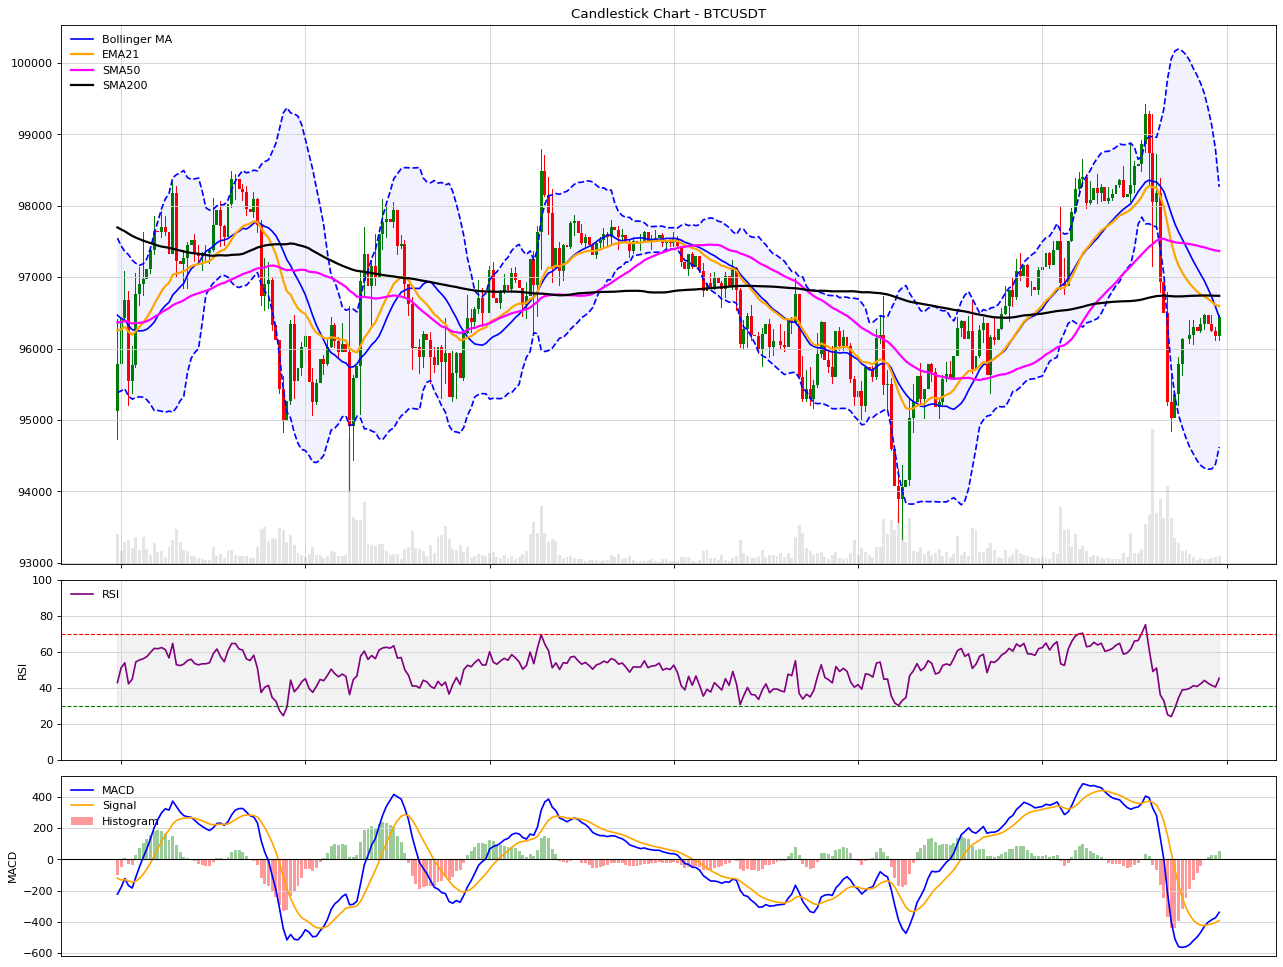 Candlestick Chart - BTCUSDT
Bollinger MA
EMA21
SMA50
SMA200
100000
99000
98000
97000
96000
95000
94000
93000
RSI
100
80
60
40
20
0
RSI
MACD
Signal
Histogram
400
200
0
−200
−400
−600
MACD